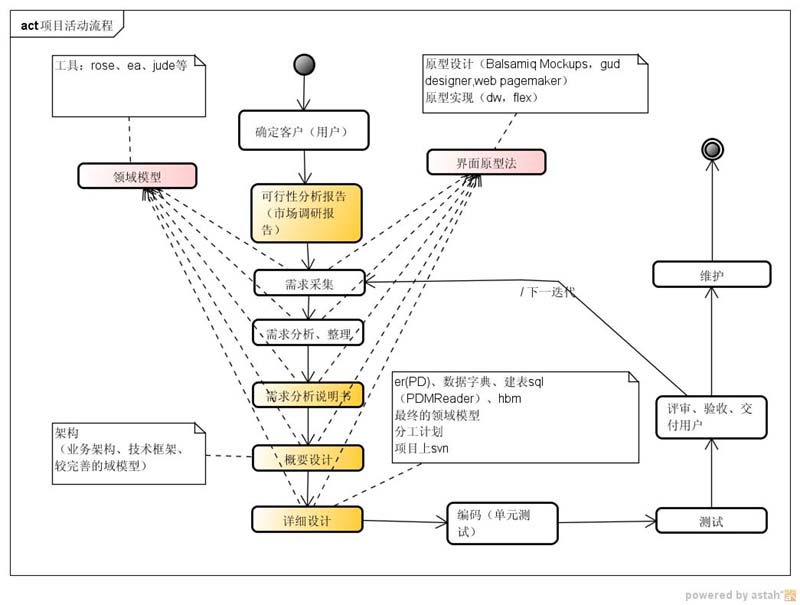 act 项目活动流程
工具：rose、ea、jude等
原型设计（Balsamiq Mockups，gud
designer,web pagemaker）
原型实现（dw，flex）
确定客户（用户）
领域模型
界面原型法
可行性分析报告
（市场调研报
告）
需求采集
维护
/ 下一迭代
需求分析、整理
需求分析说明书
er(PD)、数据字典、建表sql
（PDMReader）、hbm
最终的领域模型
分工计划
项目上svn
评审、验收、交
付用户
架构
（业务架构、技术框架、
较完善的域模型）
概要设计
详细设计
编码（单元测
试）
测试
powered by astah*